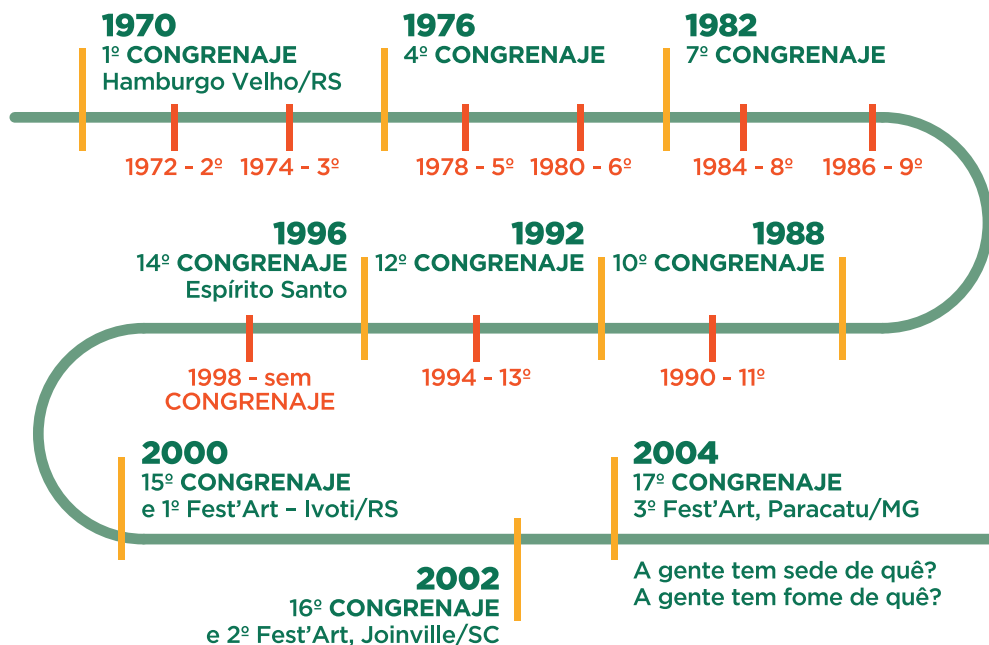 1970
1º CONGRENAJE
Hamburgo Velho/RS
1972 - 2º
1974 - 3º
1976
4º CONGRENAJE
1978 - 5º
1980 - 6º
1982
7º CONGRENAJE
1984 - 8º
1986 - 9º
1988
10º CONGRENAJE
1990 - 11º
1992
12º CONGRENAJE
1994 - 13º
1996
14º CONGRENAJE
Espírito Santo
1998 - sem
CONGRENAJE
2000
15º CONGRENAJE
e 1º Fest’Art – Ivoti/RS
2002
16º CONGRENAJE
e 2º Fest’Art, Joinville/SC
2004
17º CONGRENAJE
3º Fest’Art, Paracatu/MG
A gente tem sede de quê?
A gente tem fome de quê?